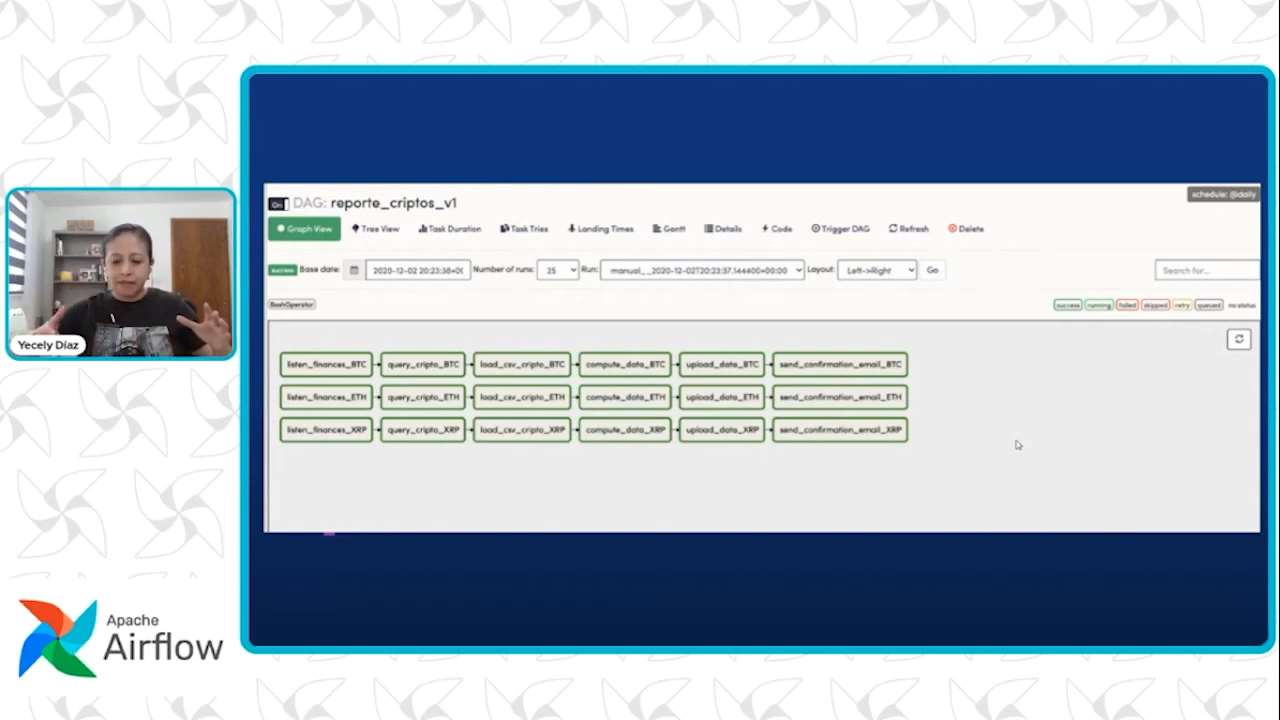 On DAG: reporte_criptos_v1
schedule: @daily
Graph View Tree View Task Duration Task Tries Landing Times Gantt Details Code Trigger DAG Refresh Delete
success Base date: 2020-12-02 20:23:38+0( Number of runs: 25 Run: manual__2020-12-02T20:23:37.144400+00:00 Layout: Left->Right Go Search for...
BashOperator
success running failed skipped retry queued no status
listen_finances_BTC query_cripto_BTC load_csv_cripto_BTC compute_data_BTC upload_data_BTC send_confirmation_email_BTC
listen_finances_ETH query_cripto_ETH load_csv_cripto_ETH compute_data_ETH upload_data_ETH send_confirmation_email_ETH
listen_finances_XRP query_cripto_XRP load_csv_cripto_XRP compute_data_XRP upload_data_XRP send_confirmation_email_XRP
Yecely Díaz
Apache
Airflow